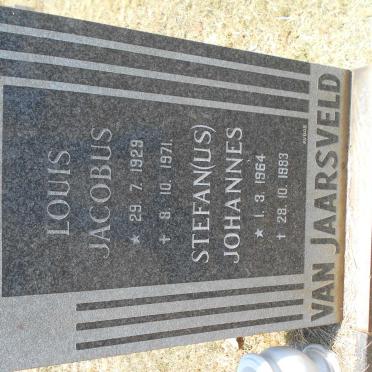 LOUIS
JACOBUS
★ 29. 7. 1929
✝ 8. 10. 1971.
STEFAN(US)
JOHANNES
★ 1. 3. 1964
✝ 28. 10. 1983
VAN JAARSVELD